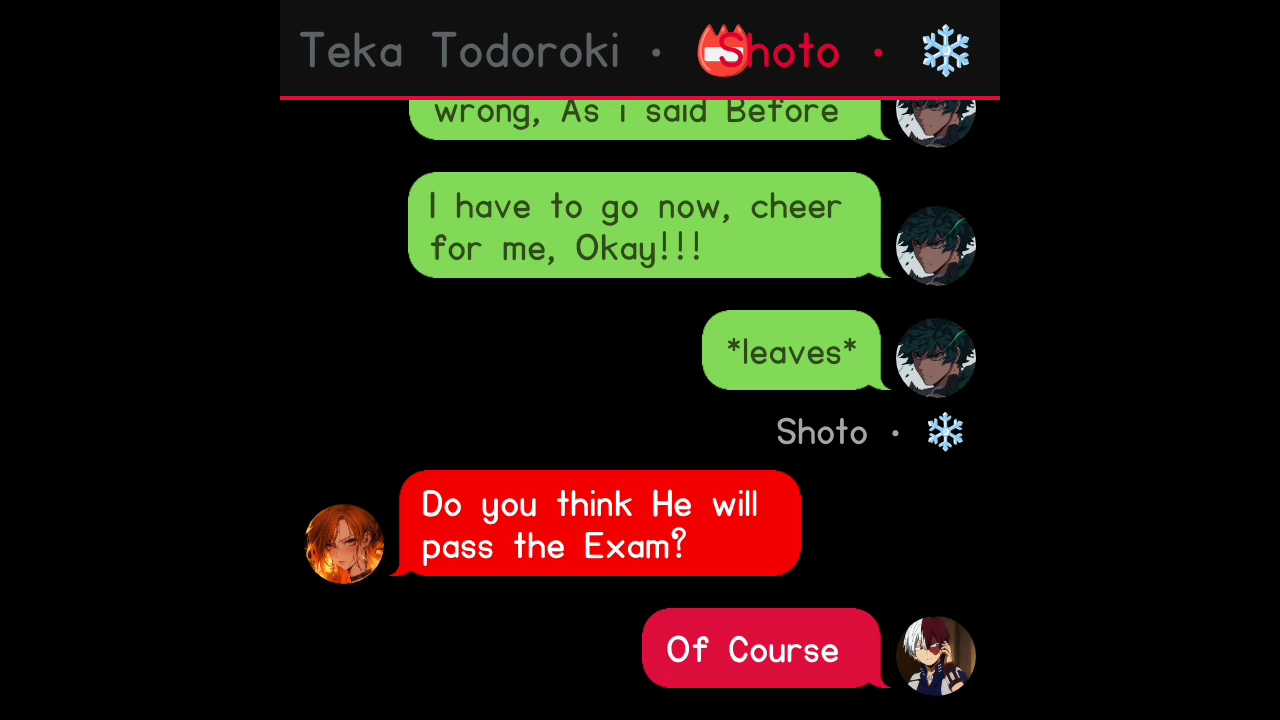 Teka Todoroki • 📛Shoto • ❄️
wrong, As i said Before
I have to go now, cheer
for me, Okay!!!
*leaves*
Shoto • ❄️
Do you think He will
pass the Exam?
Of Course